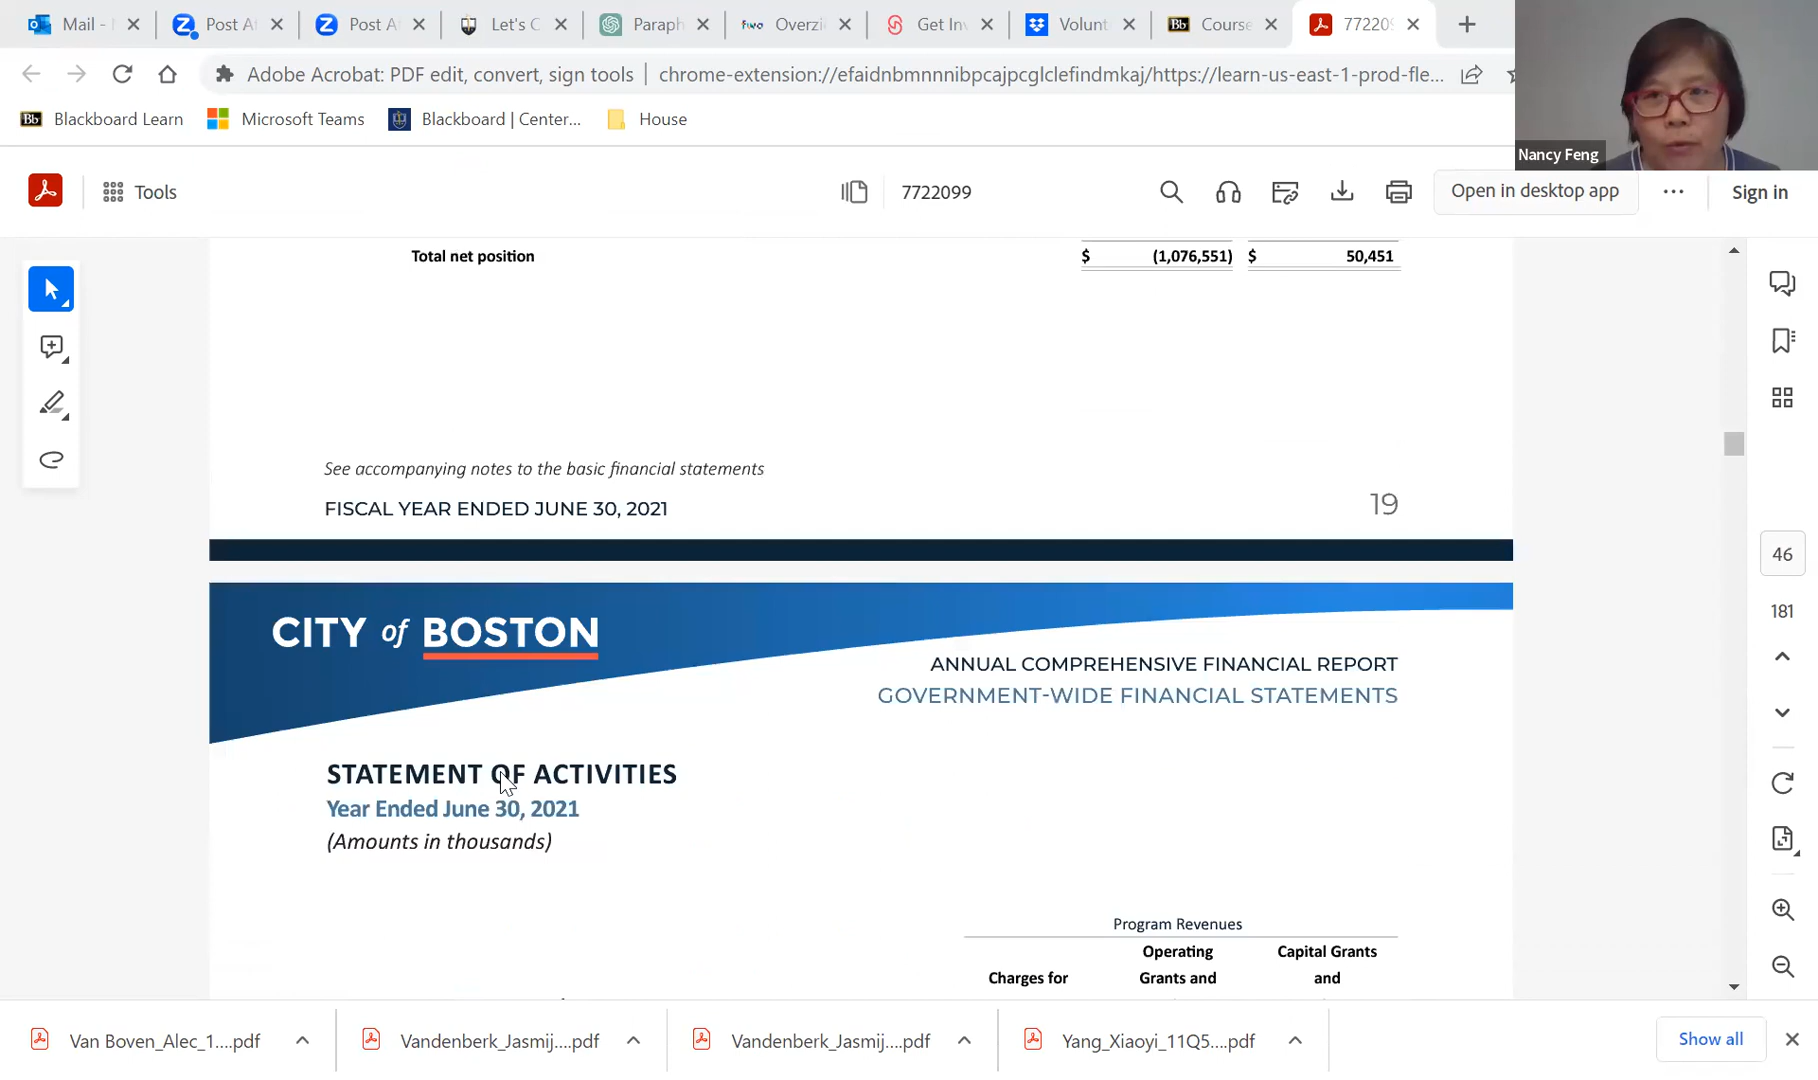 Mail - N
Post Af
Post Af
Let's C
Paraph
Overzi
Get Inv
Volunt
Course
7722099
Adobe Acrobat: PDF edit, convert, sign tools
chrome-extension://efaidnbmnnnibpcajpcglclefindmkaj/https://learn-us-east-1-prod-fle...
Bb Blackboard Learn
Microsoft Teams
Blackboard | Center...
House
Nancy Feng
Tools
7722099
Open in desktop app
Sign in
Total net position $ (1,076,551) $ 50,451
See accompanying notes to the basic financial statements
FISCAL YEAR ENDED JUNE 30, 2021
19
46
181
CITY of BOSTON
ANNUAL COMPREHENSIVE FINANCIAL REPORT
GOVERNMENT-WIDE FINANCIAL STATEMENTS
STATEMENT OF ACTIVITIES
Year Ended June 30, 2021
(Amounts in thousands)
Program Revenues
Operating Capital Grants
Charges for Grants and and
Van Boven_Alec_1....pdf
Vandenberk_Jasmij....pdf
Vandenberk_Jasmij....pdf
Yang_Xiaoyi_11Q5....pdf
Show all